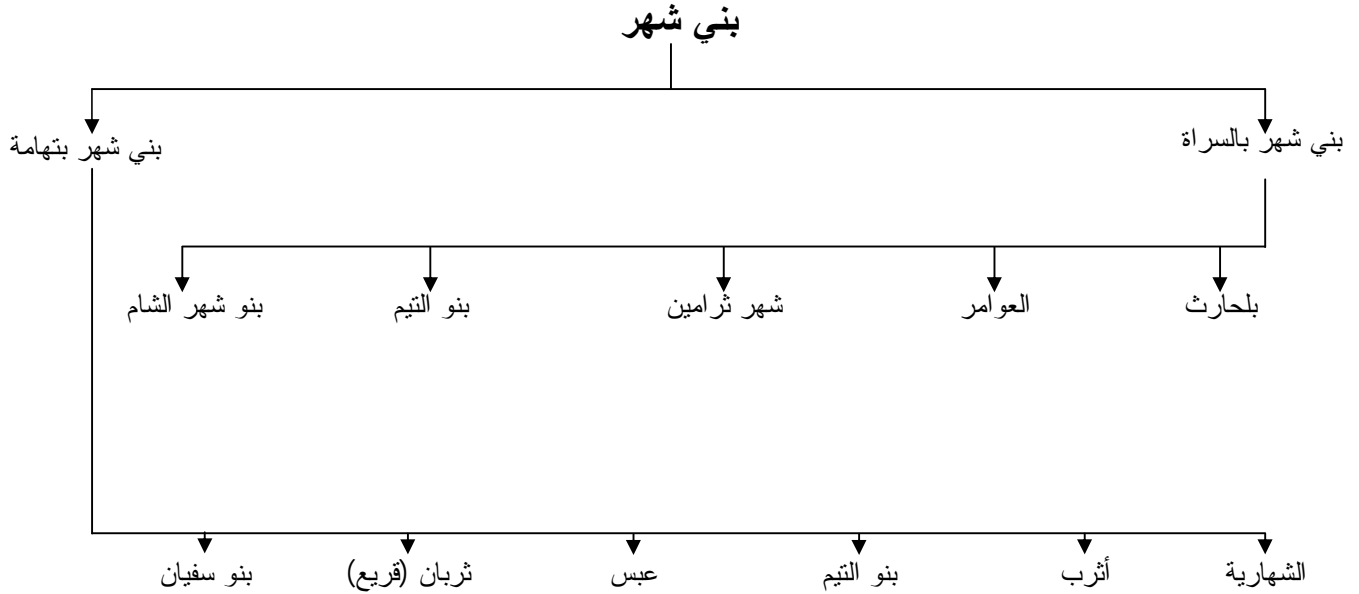 بني شهر
بني شهر بالسراة
بني شهر بتهامة
بلحارث
العوامر
شهر ثرامين
بنو التيم
بنو شهر الشام
الشهارية
أثرب
بنو التيم
عبس
ثربان (قريع)
بنو سفيان